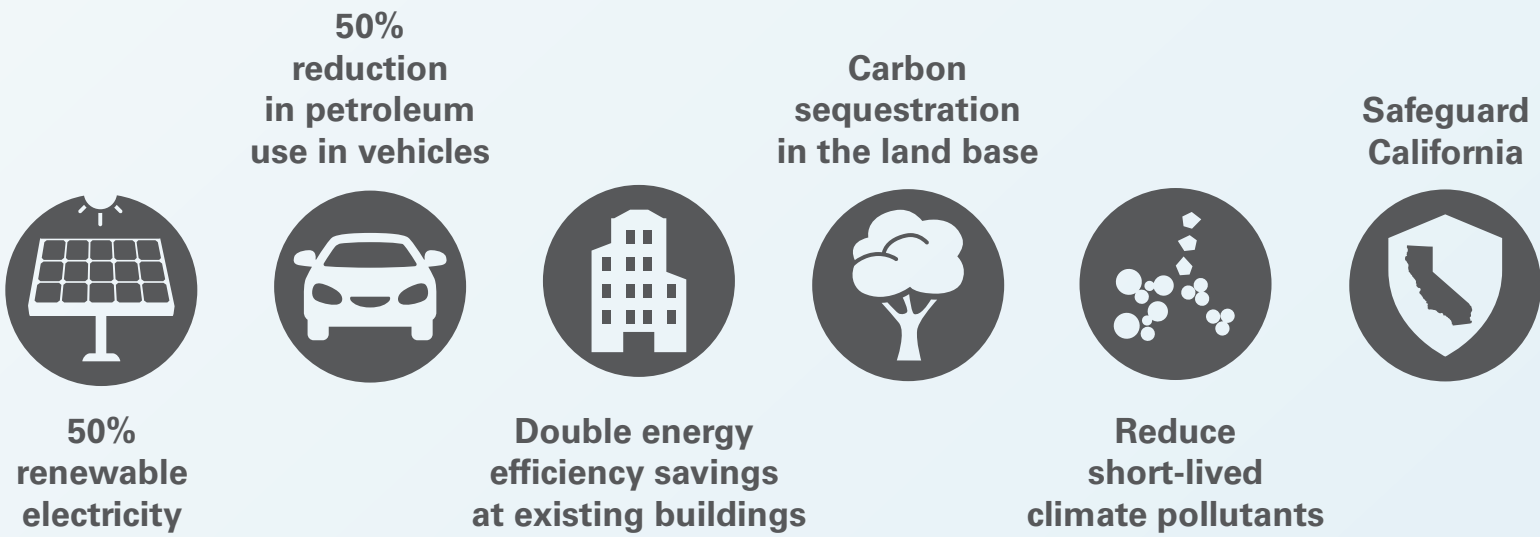 50%
renewable
electricity
50%
reduction
in petroleum
use in vehicles
Double energy
efficiency savings
at existing buildings
Carbon
sequestration
in the land base
Reduce
short-lived
climate pollutants
Safeguard
California